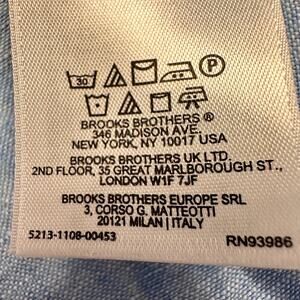 30 P
BROOKS BROTHERS ®
346 MADISON AVE.
NEW YORK, NY 10017 USA
BROOKS BROTHERS UK LTD.
2ND FLOOR, 35 GREAT MARLBOROUGH ST.,
LONDON W1F 7JF
BROOKS BROTHERS EUROPE SRL
3, CORSO G. MATTEOTTI
20121 MILAN | ITALY
5213-1108-00453 RN93986